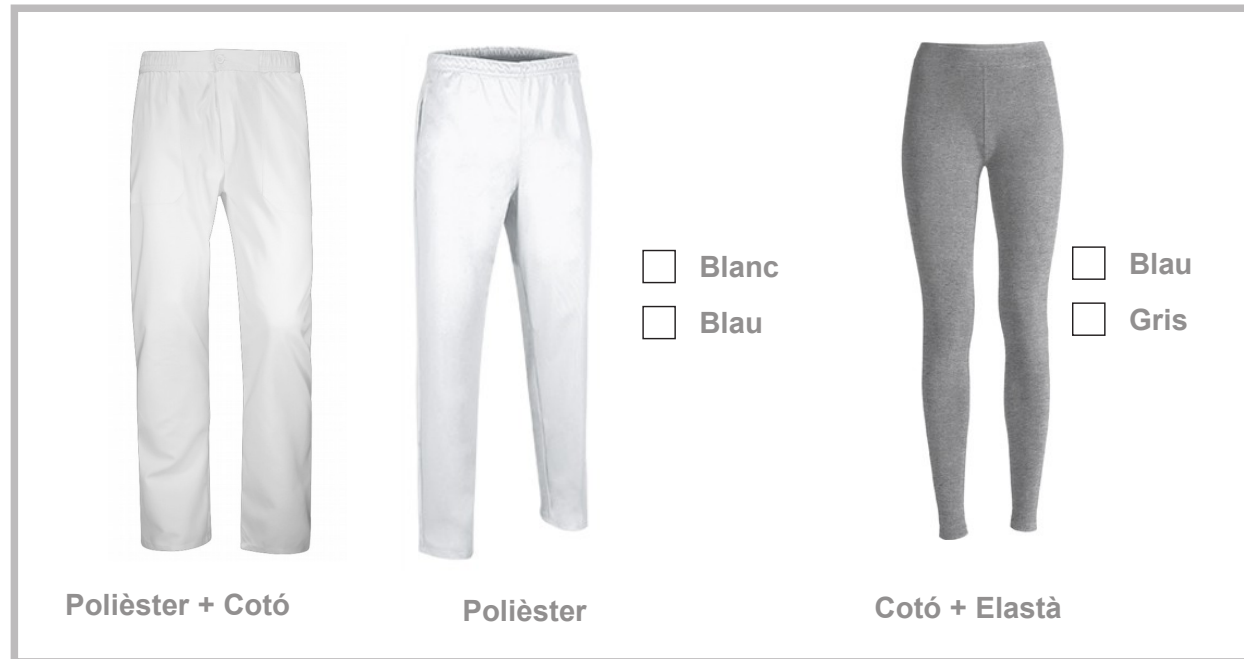 Blanc
Blau
Blau
Gris
Polièster + Cotó
Polièster
Cotó + Elastà